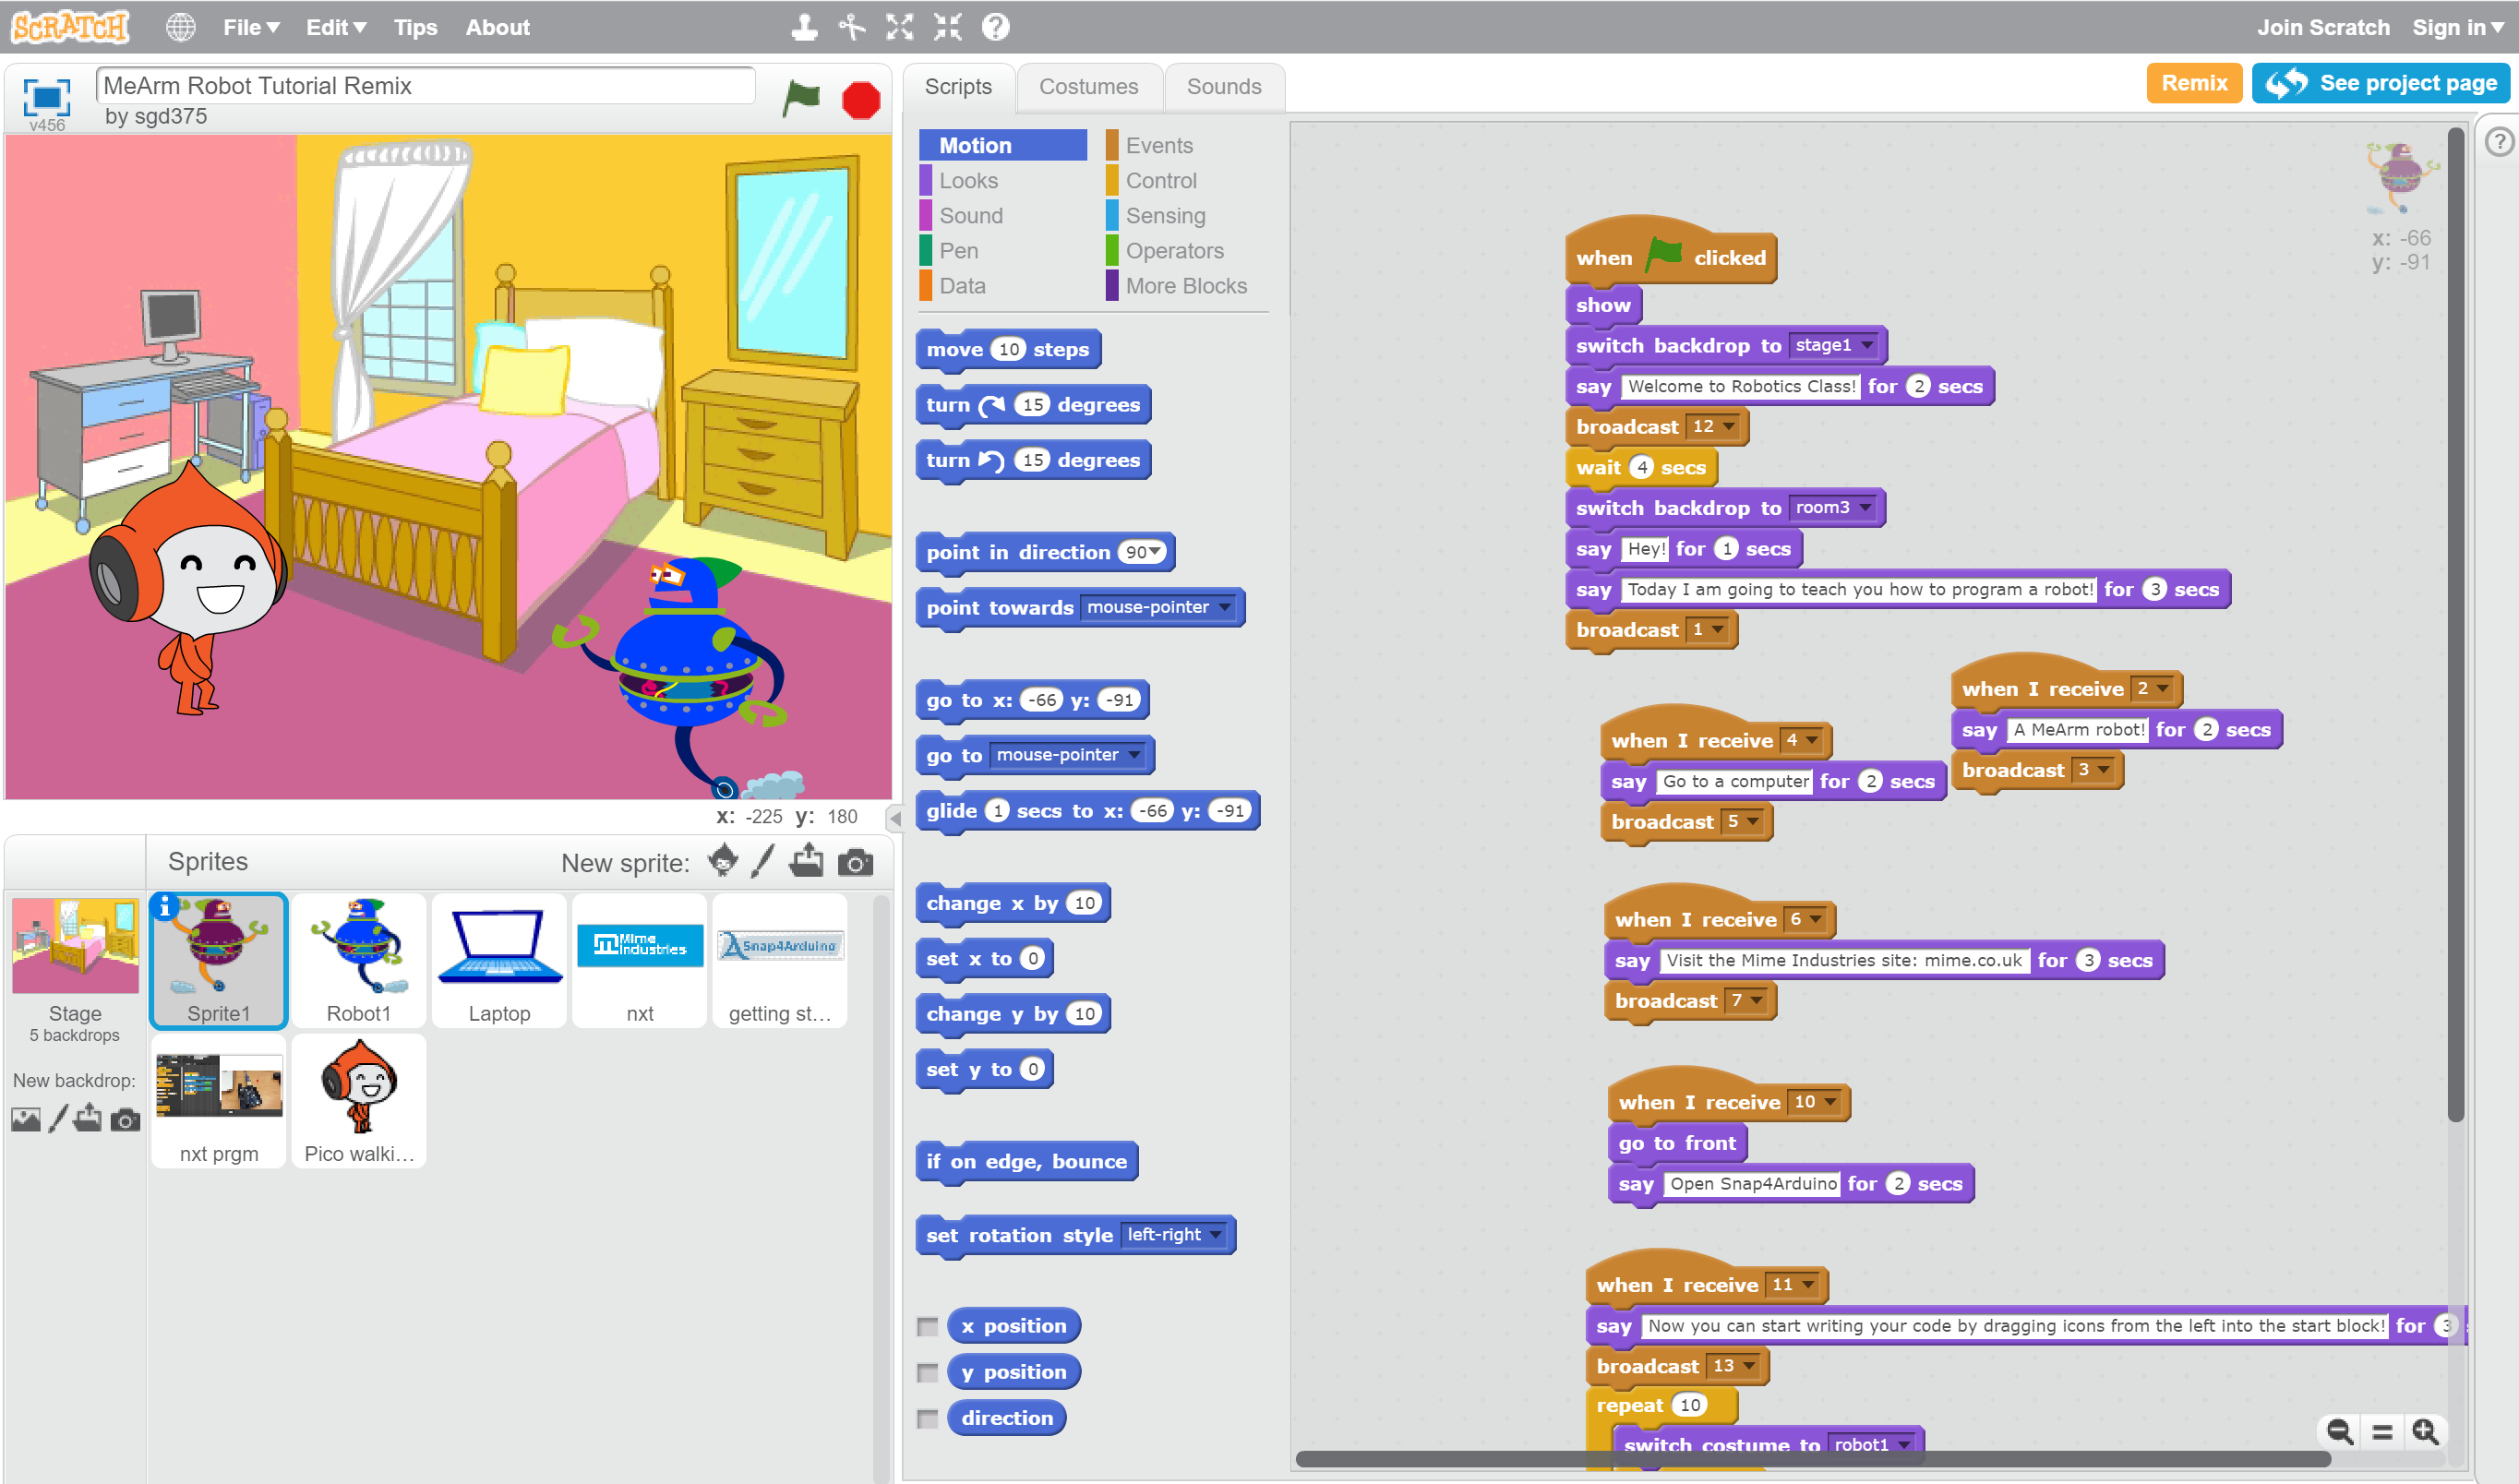 SCRATCH File Edit Tips About Join Scratch Sign in
MeArm Robot Tutorial Remix
by sgd375
v456
Scripts Costumes Sounds
Remix See project page
Motion Events
Looks Control
Sound Sensing
Pen Operators
Data More Blocks
move 10 steps
turn 15 degrees
turn 15 degrees
point in direction 90
point towards mouse-pointer
go to x: -66 y: -91
go to mouse-pointer
glide 1 secs to x: -66 y: -91
change x by 10
set x to 0
change y by 10
set y to 0
if on edge, bounce
set rotation style left-right
x position
y position
direction
x: -66
y: -91
when clicked
show
switch backdrop to stage1
say Welcome to Robotics Class! for 2 secs
broadcast 12
wait 4 secs
switch backdrop to room3
say Hey! for 1 secs
say Today I am going to teach you how to program a robot! for 3 secs
broadcast 1
when I receive 2
say A MeArm robot! for 2 secs
broadcast 3
when I receive 4
say Go to a computer for 2 secs
broadcast 5
when I receive 6
say Visit the Mime Industries site: mime.co.uk for 3 secs
broadcast 7
when I receive 10
go to front
say Open Snap4Arduino for 2 secs
when I receive 11
say Now you can start writing your code by dragging icons from the left into the start block! for 3
broadcast 13
repeat 10
switch costume to robot1
x: -225 y: 180
Sprites New sprite:
Stage
5 backdrops
New backdrop:
Sprite1
Robot1
Laptop
Mime
Industries
nxt
Snap4Arduino
getting st...
nxt prgm
Pico walki...